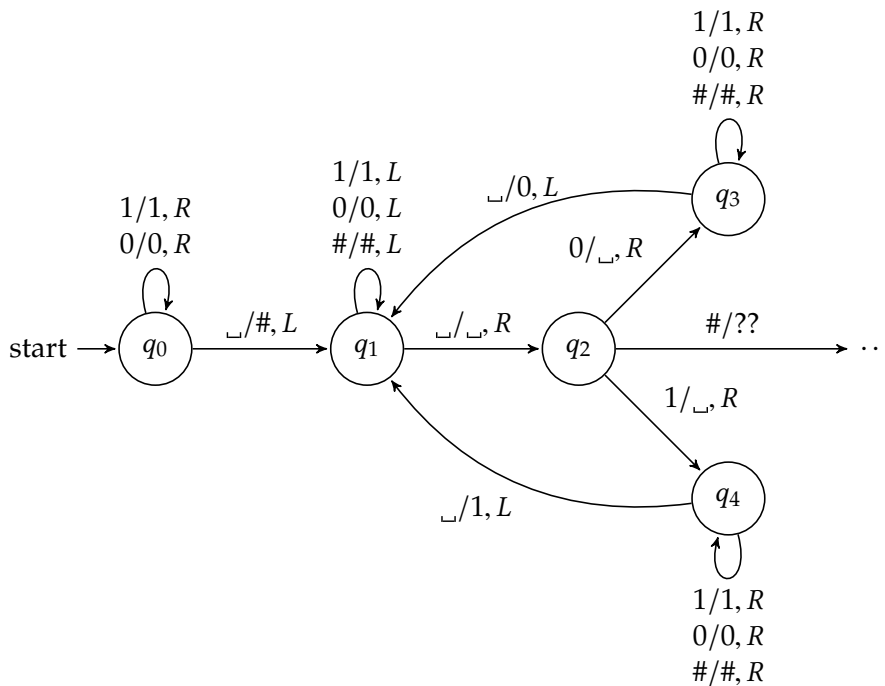 1/1, R
0/0, R
#/#, R
␣/0, L
q3
1/1, L
0/0, L
#/#, L
1/1, R
0/0, R
0/␣, R
start
q0
␣/#, L
q1
␣/␣, R
q2
#/??
··
1/␣, R
␣/1, L
q4
1/1, R
0/0, R
#/#, R